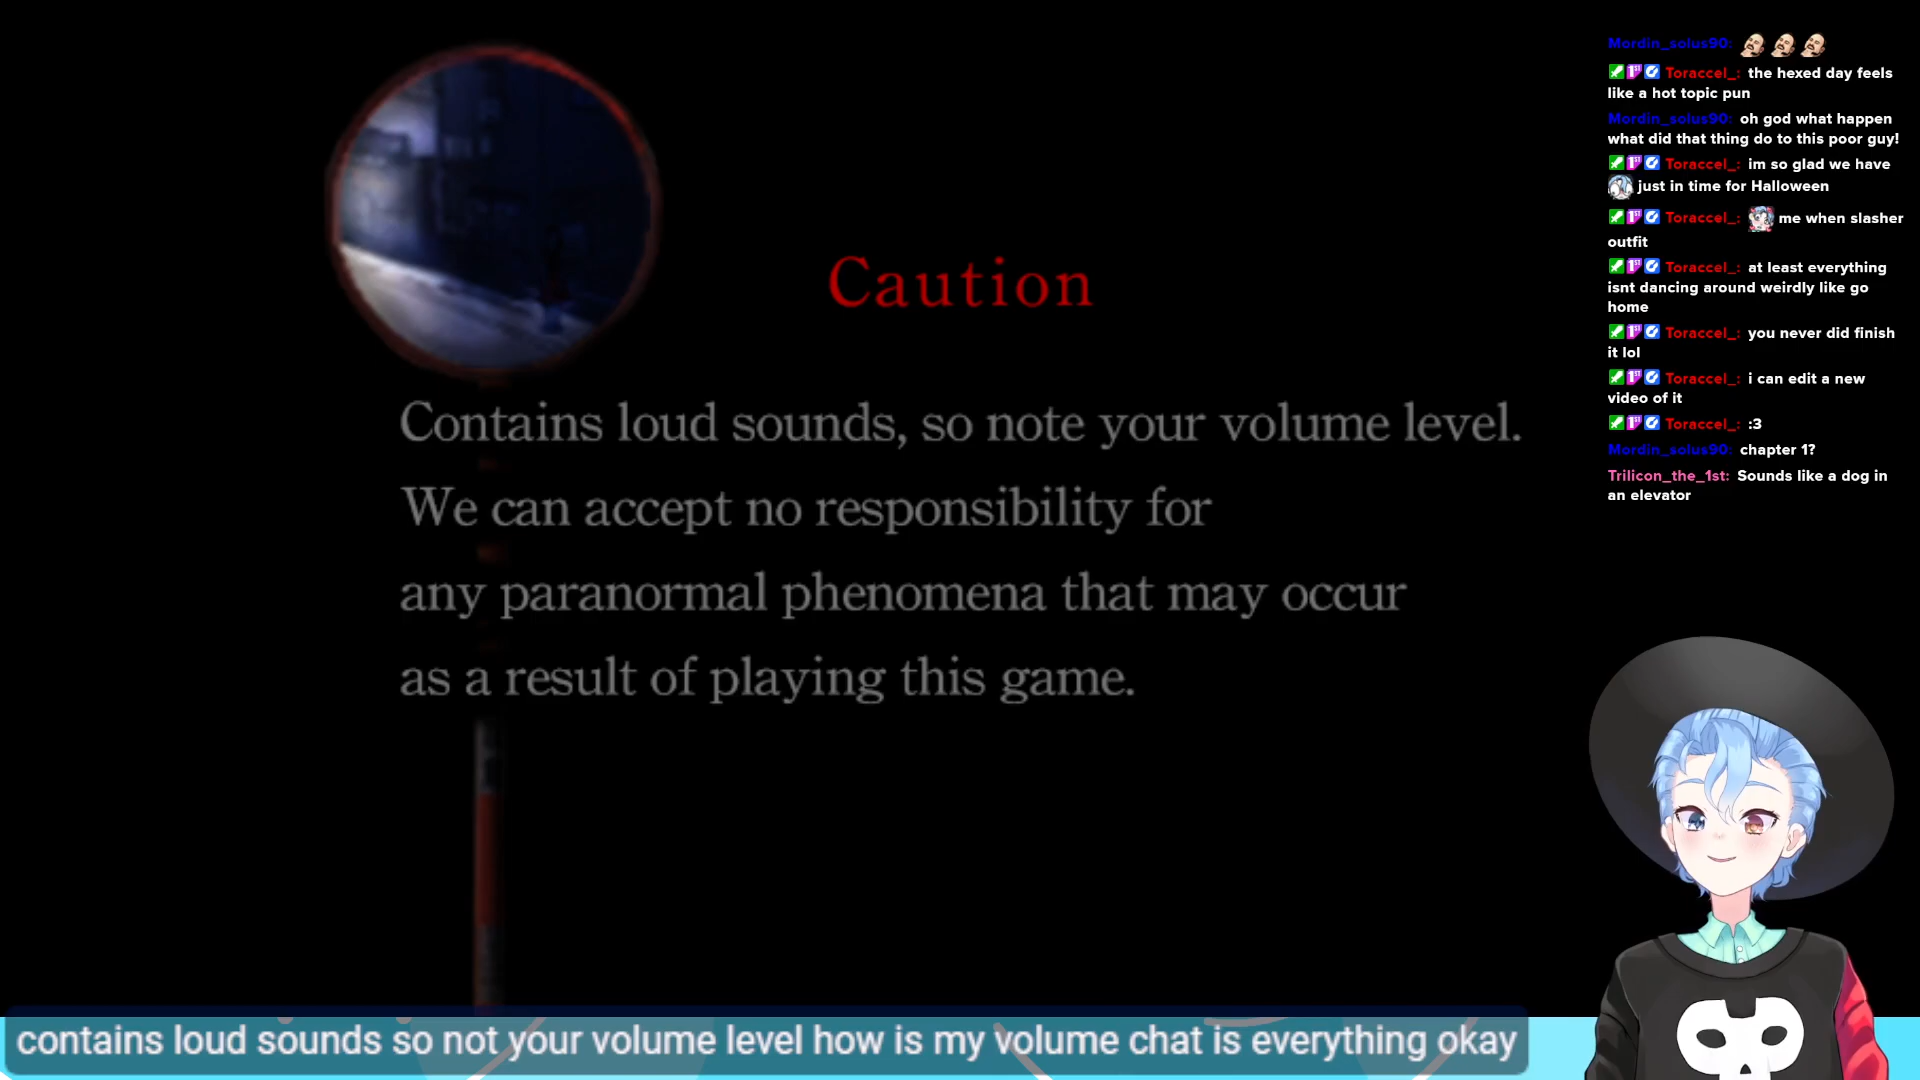 Caution
Contains loud sounds, so note your volume level.
We can accept no responsibility for
any paranormal phenomena that may occur
as a result of playing this game.
Mordin_solus90:
Toraccel_: the hexed day feels
like a hot topic pun
Mordin_solus90: oh god what happen
what did that thing do to this poor guy!
Toraccel_: im so glad we have
just in time for Halloween
Toraccel_: me when slasher
outfit
Toraccel_: at least everything
isnt dancing around weirdly like go
home
Toraccel_: you never did finish
it lol
Toraccel_: i can edit a new
video of it
Toraccel_: :3
Mordin_solus90: chapter 1?
Trilicon_the_1st: Sounds like a dog in
an elevator
contains loud sounds so not your volume level how is my volume chat is everything okay